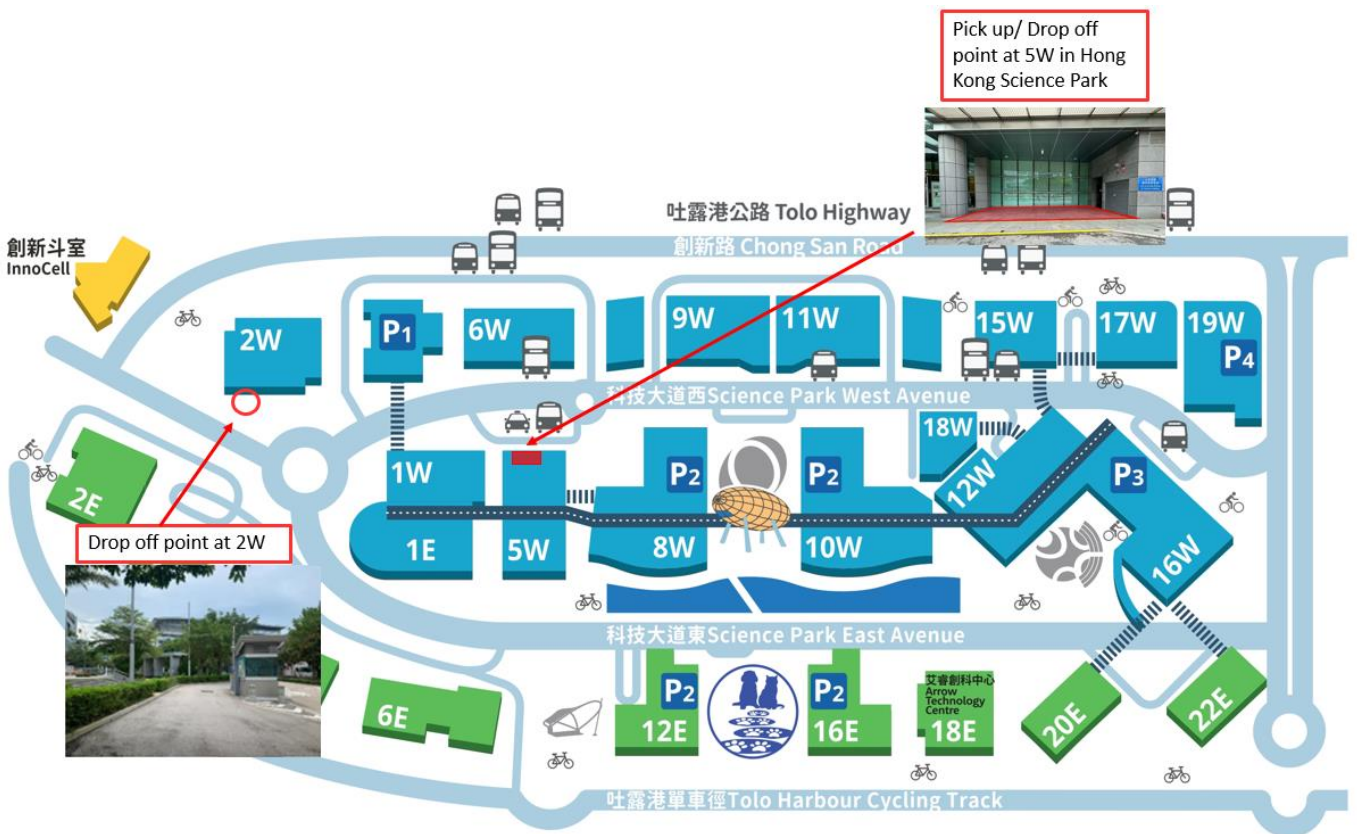 Pick up/ Drop off
point at 5W in Hong
Kong Science Park
吐露港公路 Tolo Highway
創新路 Chong San Road
創新斗室
InnoCell
2W
P1
6W
9W
11W
15W
17W
19W
P4
科技大道西Science Park West Avenue
18W
2E
1W
P2
P2
12W
P3
Drop off point at 2W
1E
5W
8W
10W
16W
科技大道東Science Park East Avenue
6E
P2
12E
P2
16E
艾睿創科中心
Arrow
Technology
Centre
18E
20E
22E
吐露港單車徑Tolo Harbour Cycling Track